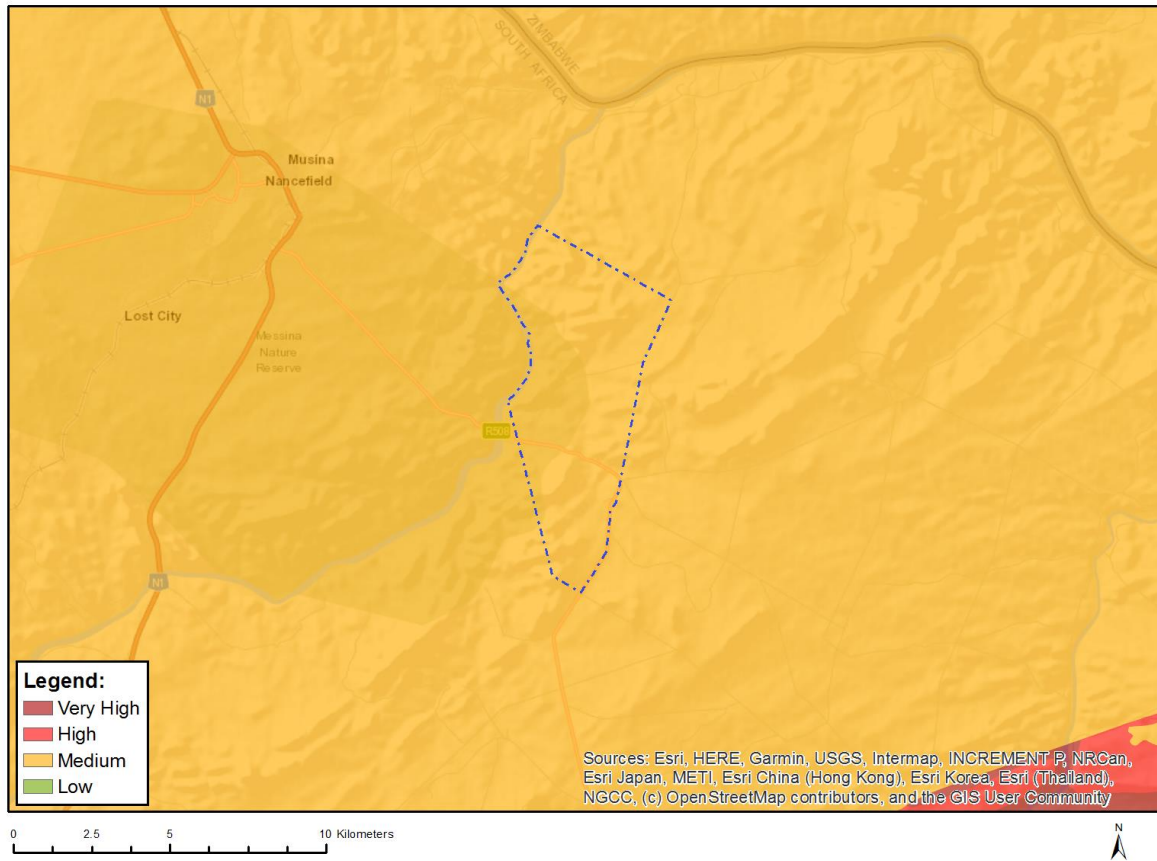 ZIMBABWE
SOUTH AFRICA
N1
Musina
Nancefield
Lost City
Messina
Nature
Reserve
R508
N1
Legend:
Very High
High
Medium
Low
Sources: Esri, HERE, Garmin, USGS, Intermap, INCREMENT P, NRCan,
Esri Japan, METI, Esri China (Hong Kong), Esri Korea, Esri (Thailand),
NGCC, (c) OpenStreetMap contributors, and the GIS User Community
0 2.5 5 10 Kilometers
N